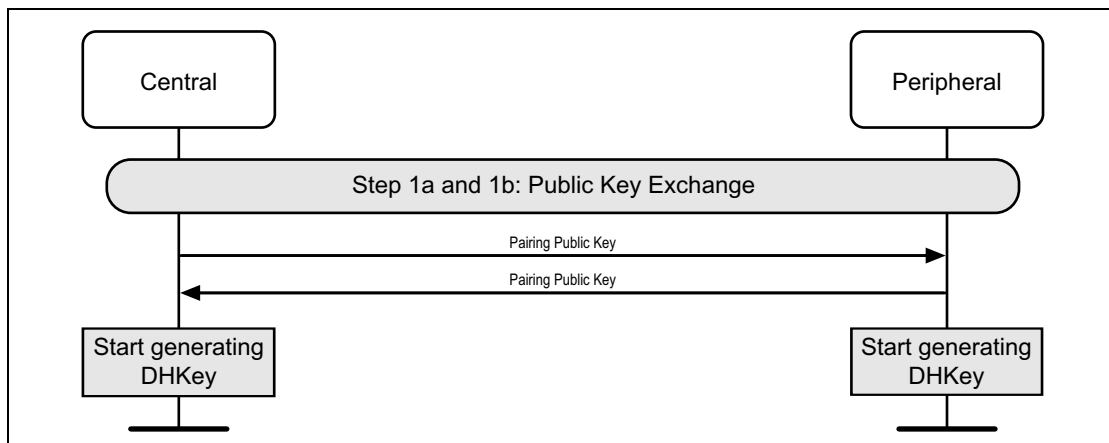 Central
Peripheral
Step 1a and 1b: Public Key Exchange
Pairing Public Key
Pairing Public Key
Start generating
DHKey
Start generating
DHKey